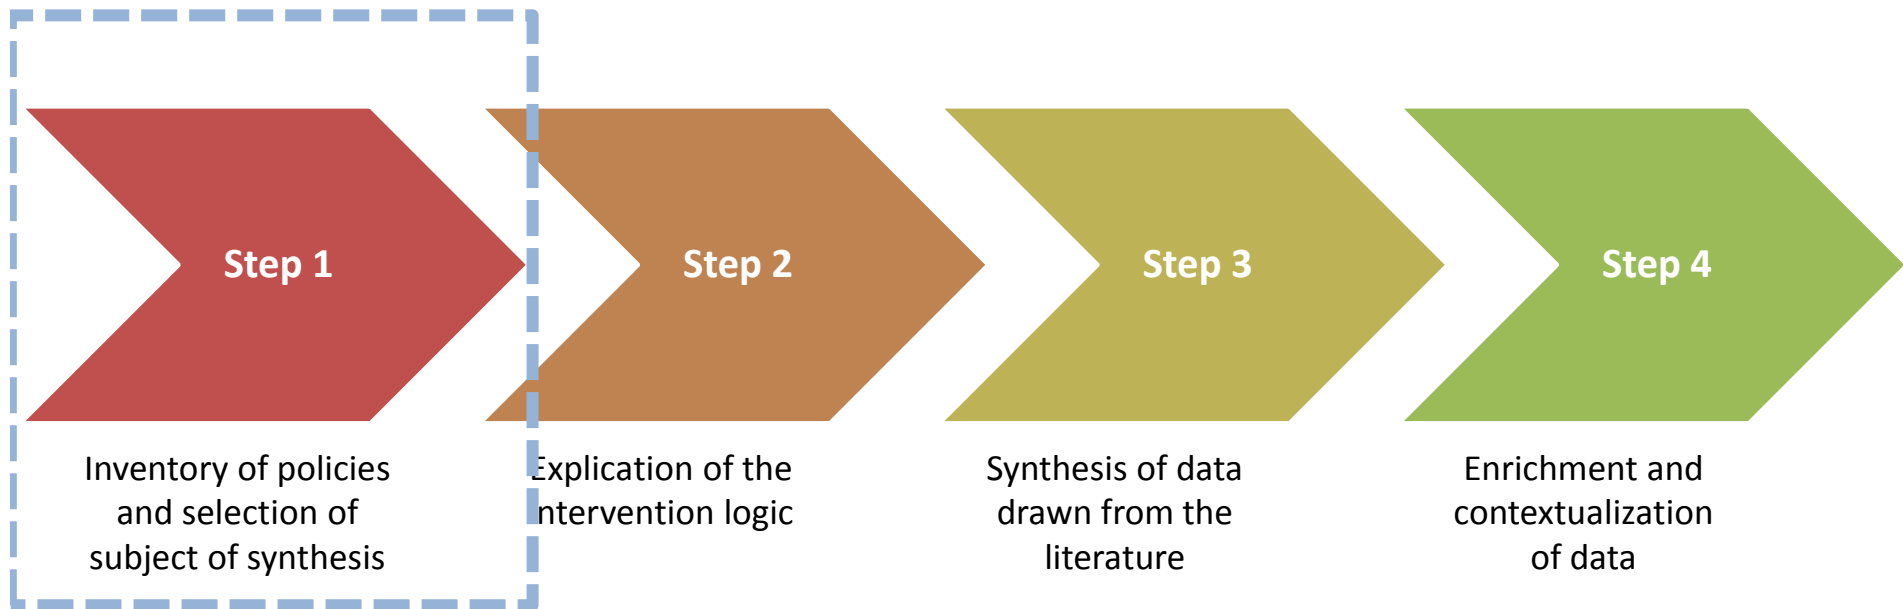 Step 1
Step 2
Step 3
Step 4
Inventory of policies
and selection of
subject of synthesis
Explication of the
intervention logic
Synthesis of data
drawn from the
literature
Enrichment and
contextualization
of data